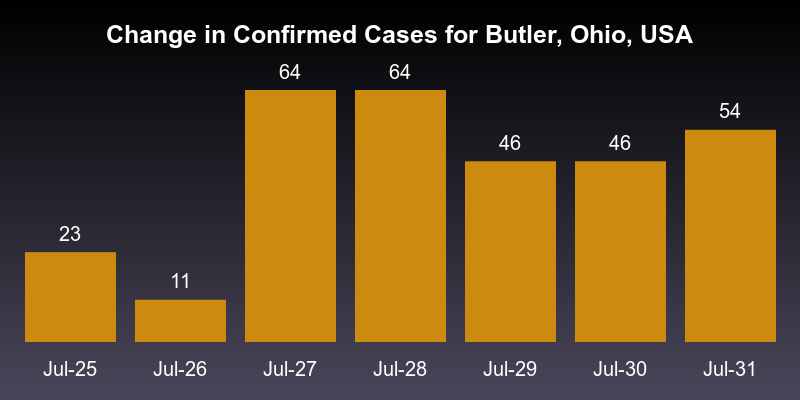 Change in Confirmed Cases for Butler, Ohio, USA
64 64
54
46 46
23
11
Jul-25 Jul-26 Jul-27 Jul-28 Jul-29 Jul-30 Jul-31